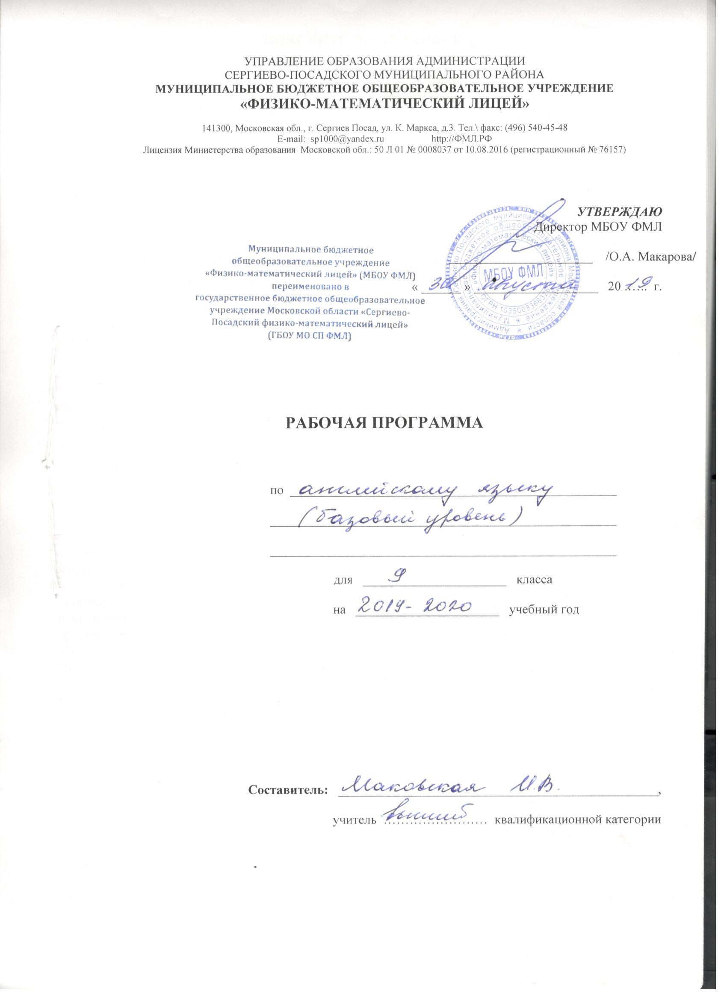 УПРАВЛЕНИЕ ОБРАЗОВАНИЯ АДМИНИСТРАЦИИ
СЕРГИЕВО-ПОСАДСКОГО МУНИЦИПАЛЬНОГО РАЙОНА
МУНИЦИПАЛЬНОЕ БЮДЖЕТНОЕ ОБЩЕОБРАЗОВАТЕЛЬНОЕ УЧРЕЖДЕНИЕ
«ФИЗИКО-МАТЕМАТИЧЕСКИЙ ЛИЦЕЙ»
141300, Московская обл., г. Сергиев Посад, ул. К. Маркса, д.3. Тел.\ факс: (496) 540-45-48
E-mail: sp1000@yandex.ru http://ФМЛ.РФ
Лицензия Министерства образования Московской обл.: 50 Л 01 № 0008037 от 10.08.2016 (регистрационный № 76157)
УТВЕРЖДАЮ
Директор МБОУ ФМЛ
/О.А. Макарова/
« 30 » августа 20 19 г.
Муниципальное бюджетное
общеобразовательное учреждение
«Физико-математический лицей» (МБОУ ФМЛ)
переименовано в
государственное бюджетное общеобразовательное
учреждение Московской области «Сергиево-
Посадский физико-математический лицей»
(ГБОУ МО СП ФМЛ)
Администрация Сергиево-Посадского муниципального района Московской области
Муниципальное бюджетное общеобразовательное учреждение
«Физико-математический лицей»
МБОУ ФМЛ
РАБОЧАЯ ПРОГРАММА
по английскому языку
(базовый уровень)
для 9 класса
на 2019-2020 учебный год
Составитель: Маковская И.В.,
учитель высшей квалификационной категории